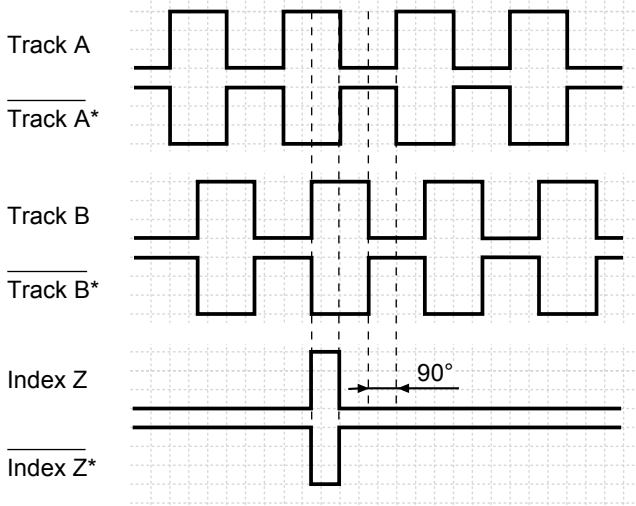 Track A
Track A*
Track B
Track B*
Index Z
90°
Index Z*